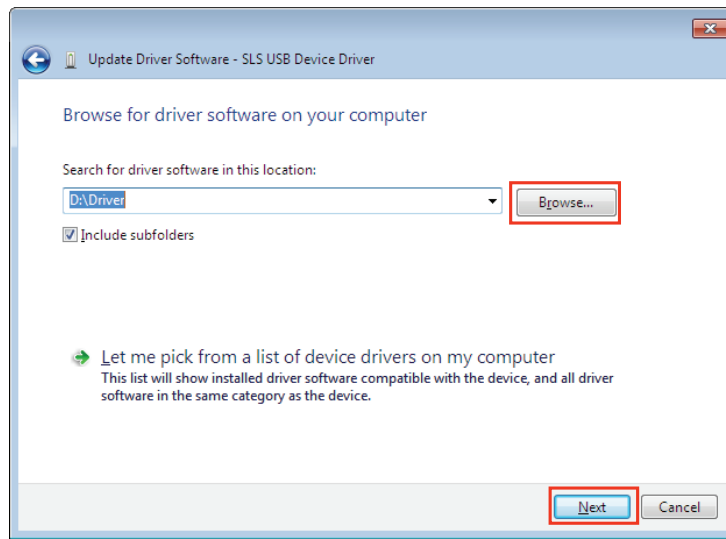 Update Driver Software - SLS USB Device Driver
Browse for driver software on your computer
Search for driver software in this location:
D:\Driver
Browse...
Include subfolders
Let me pick from a list of device drivers on my computer
This list will show installed driver software compatible with the device, and all driver
software in the same category as the device.
Next
Cancel